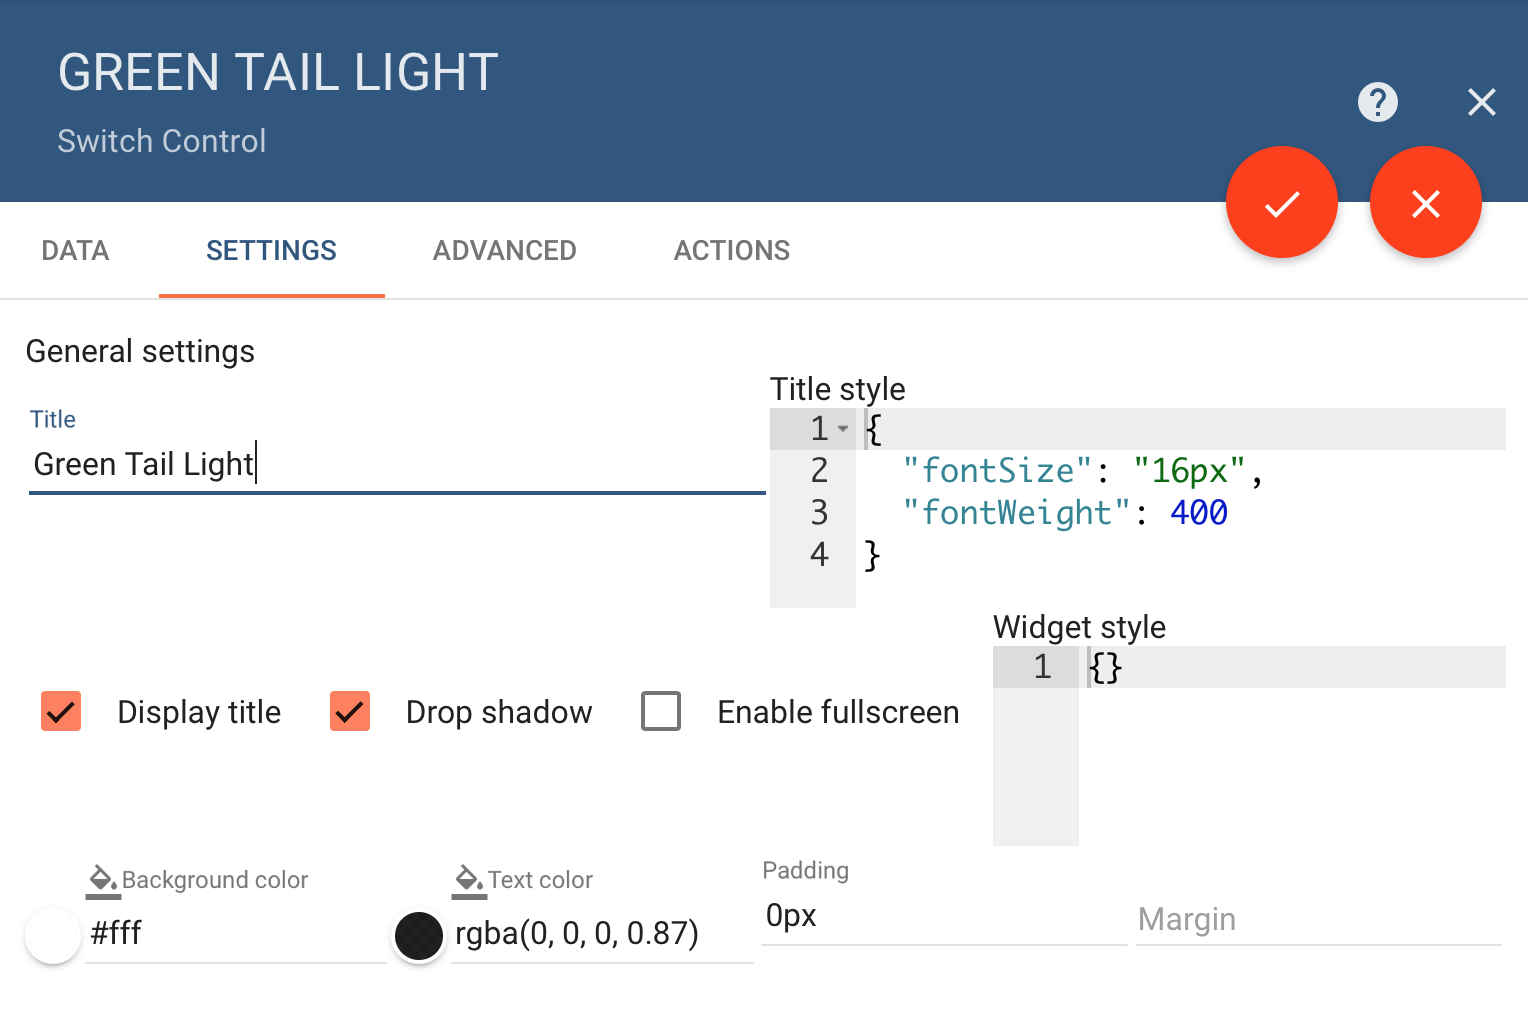 GREEN TAIL LIGHT
Switch Control
?
DATA SETTINGS ADVANCED ACTIONS
General settings
Title
Green Tail Light
Title style
1 {
2 "fontSize": "16px",
3 "fontWeight": 400
4 }
Display title Drop shadow Enable fullscreen
Widget style
1 {}
Background color
#fff
Text color
rgba(0, 0, 0, 0.87)
Padding
0px
Margin